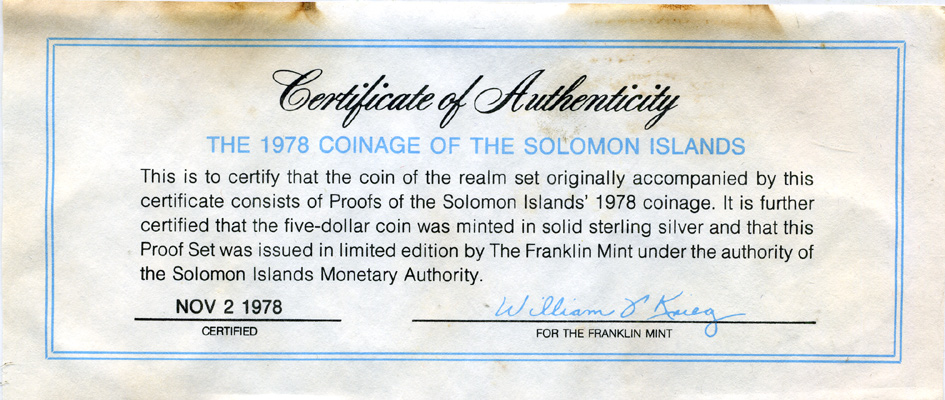 Certificate of Authenticity
THE 1978 COINAGE OF THE SOLOMON ISLANDS
This is to certify that the coin of the realm set originally accompanied by this
certificate consists of Proofs of the Solomon Islands' 1978 coinage. It is further
certified that the five-dollar coin was minted in solid sterling silver and that this
Proof Set was issued in limited edition by The Franklin Mint under the authority of
the Solomon Islands Monetary Authority.
NOV 2 1978
CERTIFIED
William
FOR THE FRANKLIN MINT